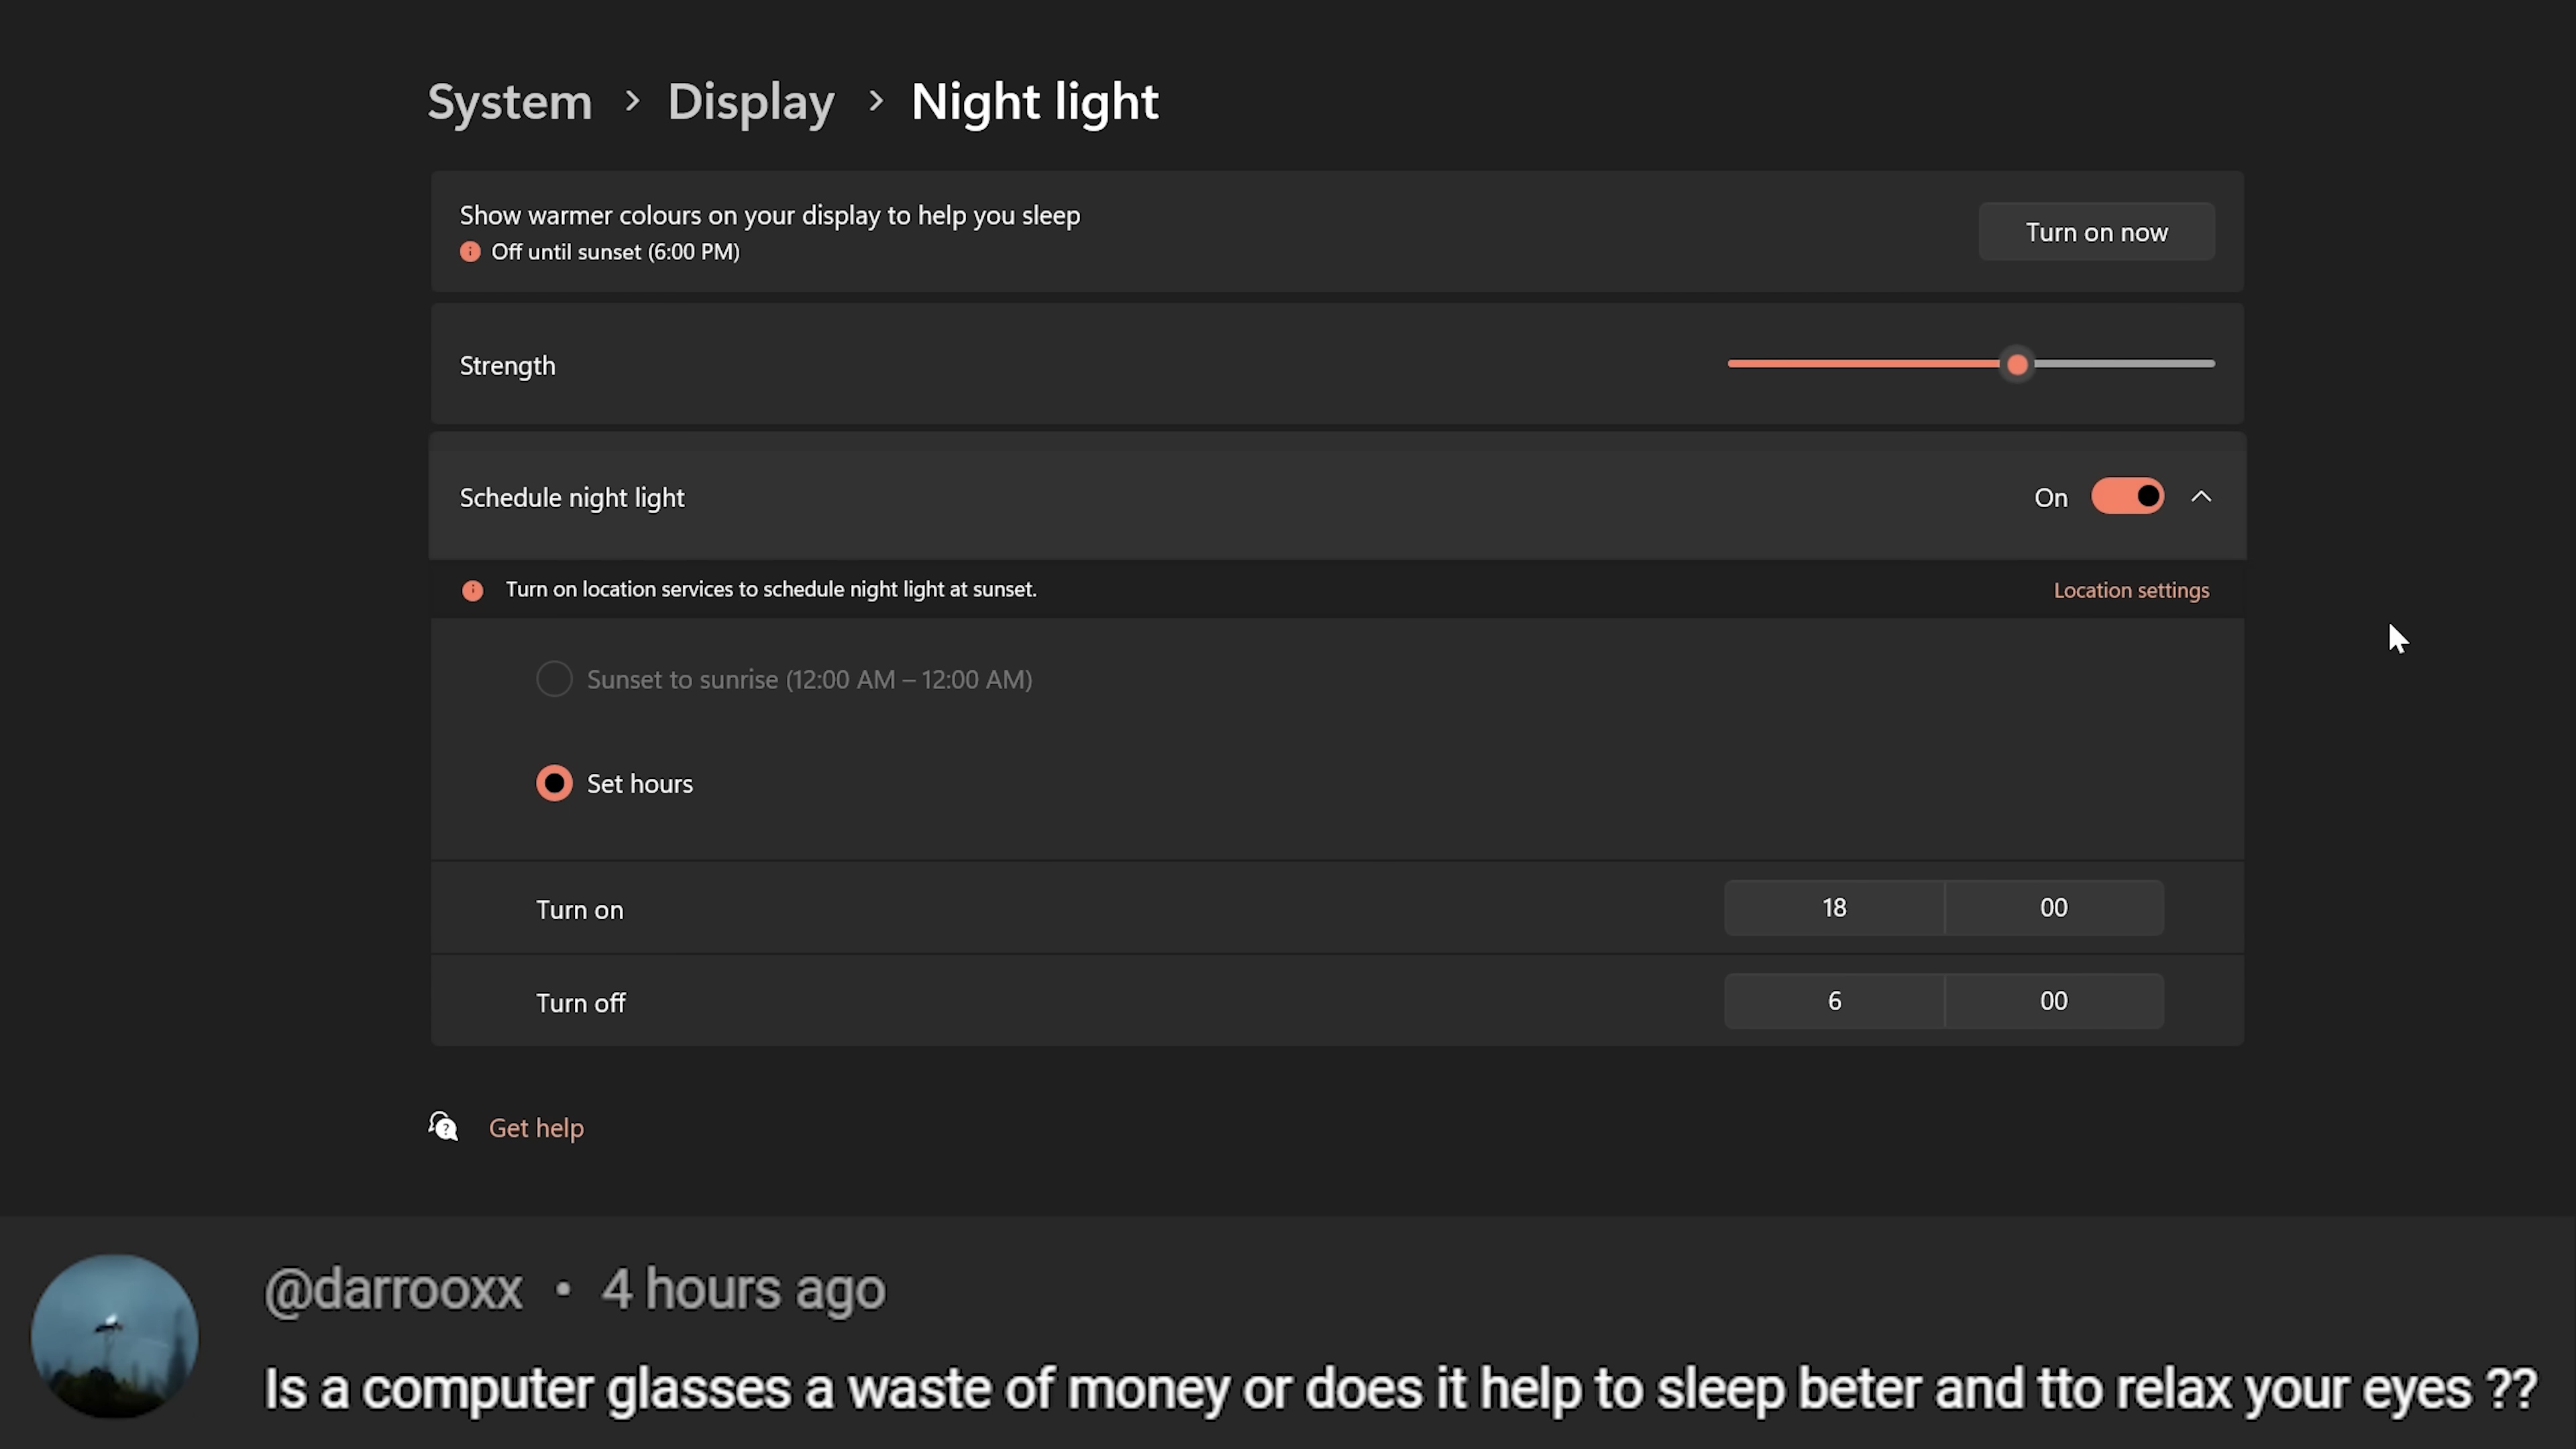 System > Display > Night light
Show warmer colours on your display to help you sleep
Off until sunset (6:00 PM)
Turn on now
Strength
Schedule night light
On
Turn on location services to schedule night light at sunset.
Location settings
Sunset to sunrise (12:00 AM – 12:00 AM)
Set hours
Turn on
18 00
Turn off
6 00
Get help
@darrooxx • 4 hours ago
Is a computer glasses a waste of money or does it help to sleep beter and tto relax your eyes ??